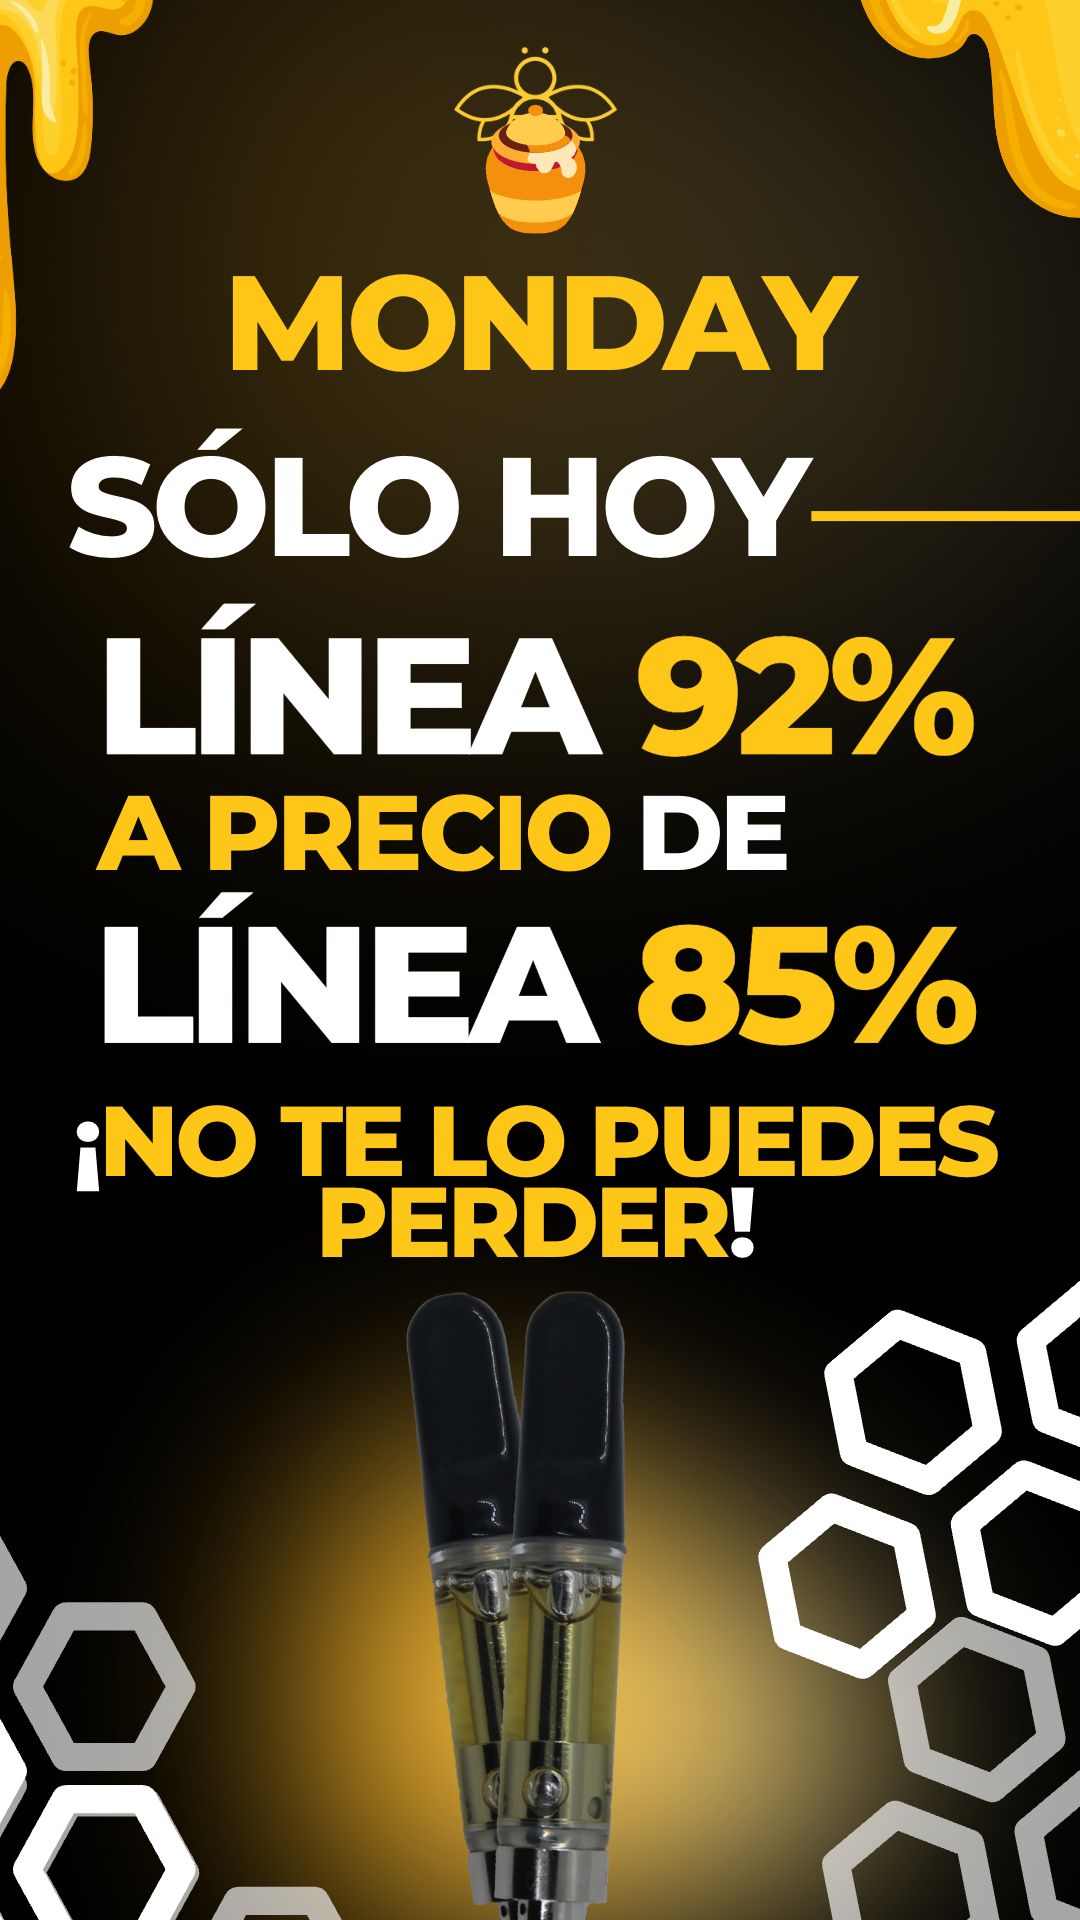 MONDAY
SÓLO HOY
LÍNEA 92%
A PRECIO DE
LÍNEA 85%
¡NO TE LO PUEDES
PERDER!